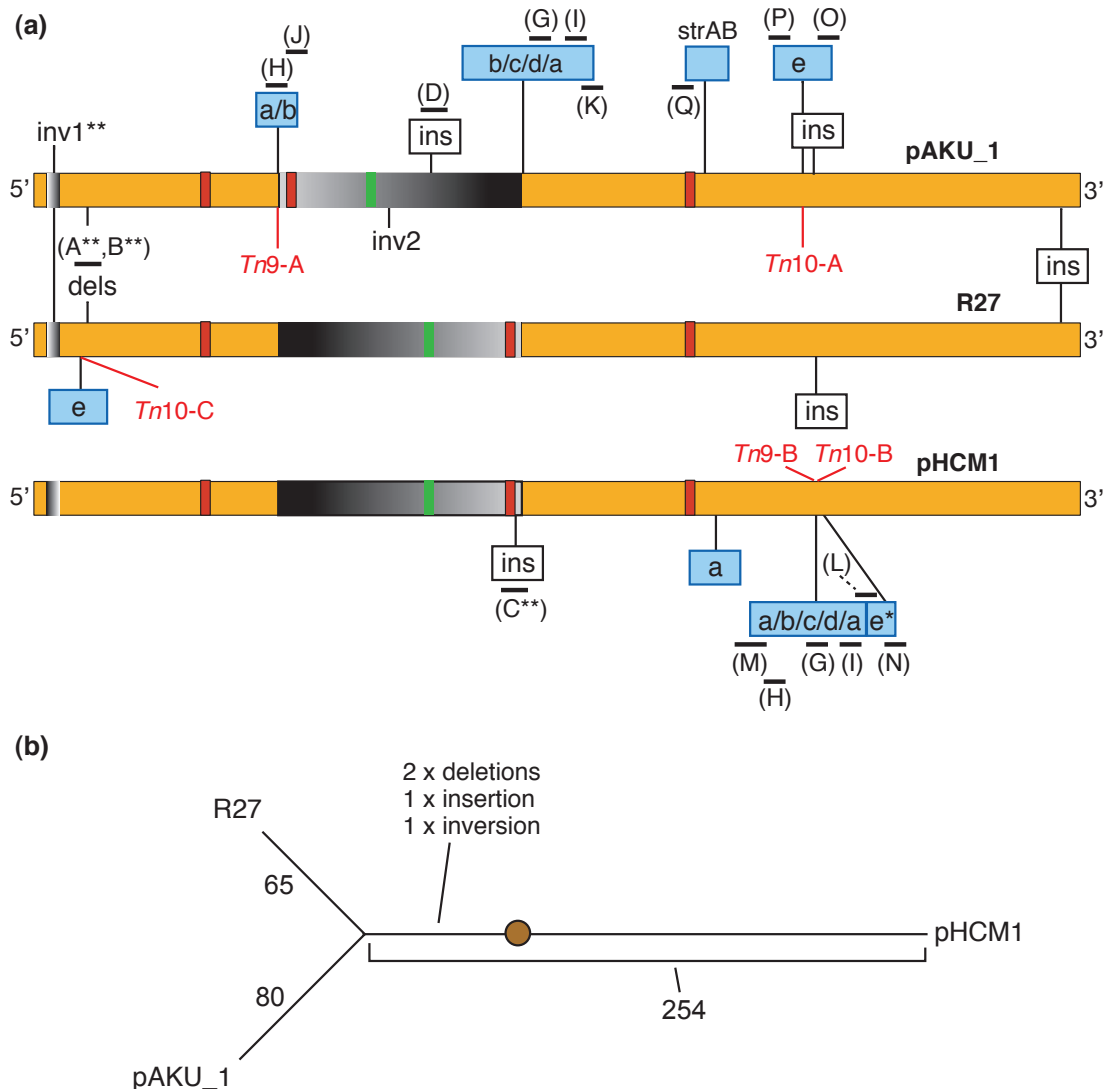 (a)
(G) (I)
strAB
(P) (O)
(J)
(H)
b/c/d/a
e
a/b
(D)
(K)
(Q)
ins
ins
inv1**
pAKU_1
5’ 3’
(A**,B**)
dels
Tn9-A
inv2
Tn10-A
ins
R27
5’ 3’
e
Tn10-C
ins
Tn9-B Tn10-B
pHCM1
5’ 3’
ins
(C**)
a
(L)
a/b/c/d/a e*
(M) (G) (I) (N)
(H)
(b)
2 x deletions
1 x insertion
1 x inversion
R27
65
pHCM1
254
80
pAKU_1